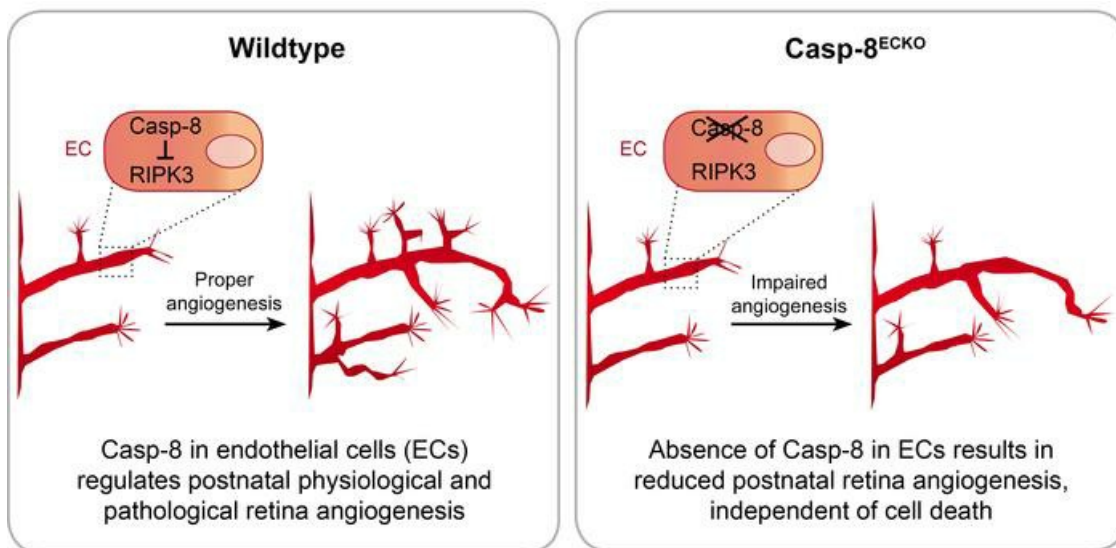 Wildtype
Casp-8
EC
RIPK3
Proper
angiogenesis
Casp-8 in endothelial cells (ECs)
regulates postnatal physiological and
pathological retina angiogenesis
Casp-8ᴱᶜᴷᴼ
Casp-8
EC
RIPK3
Impaired
angiogenesis
Absence of Casp-8 in ECs results in
reduced postnatal retina angiogenesis,
independent of cell death